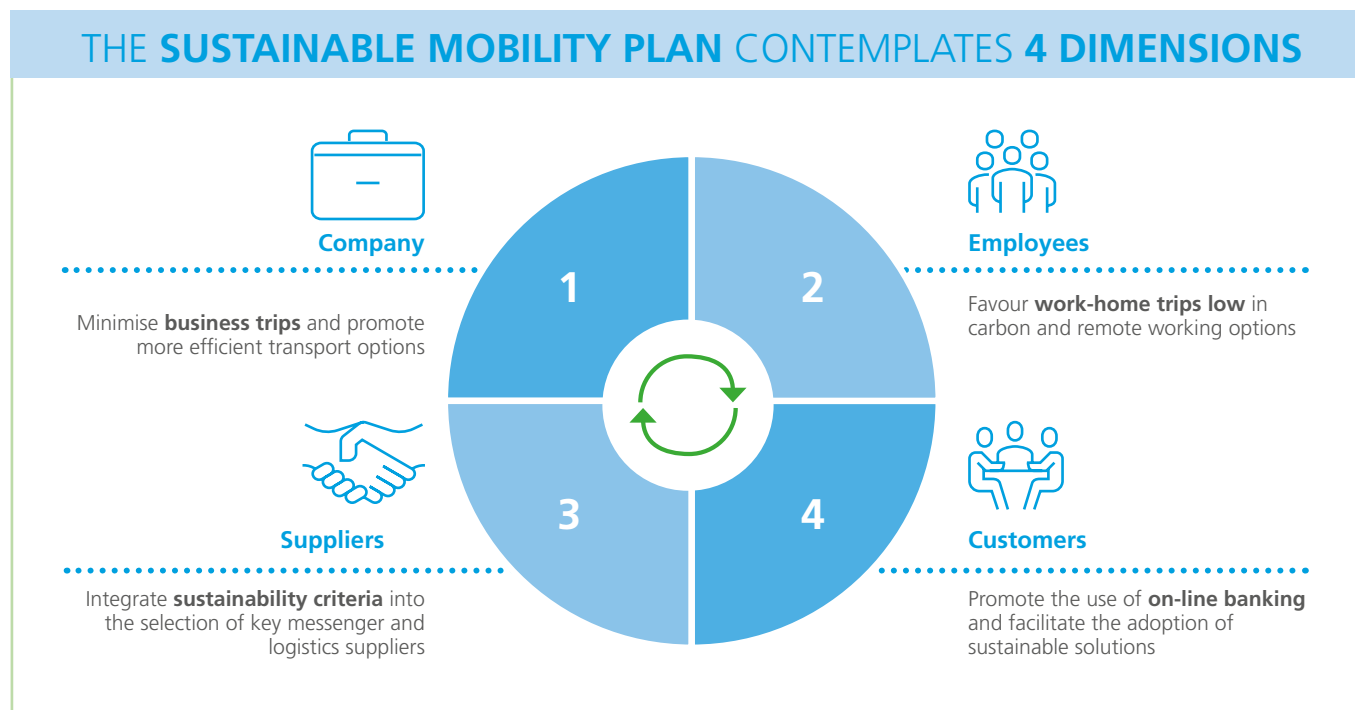 THE SUSTAINABLE MOBILITY PLAN CONTEMPLATES 4 DIMENSIONS
Company
1
Minimise business trips and promote
more efficient transport options
Employees
2
Favour work-home trips low in
carbon and remote working options
Suppliers
3
Integrate sustainability criteria into
the selection of key messenger and
logistics suppliers
Customers
4
Promote the use of on-line banking
and facilitate the adoption of
sustainable solutions